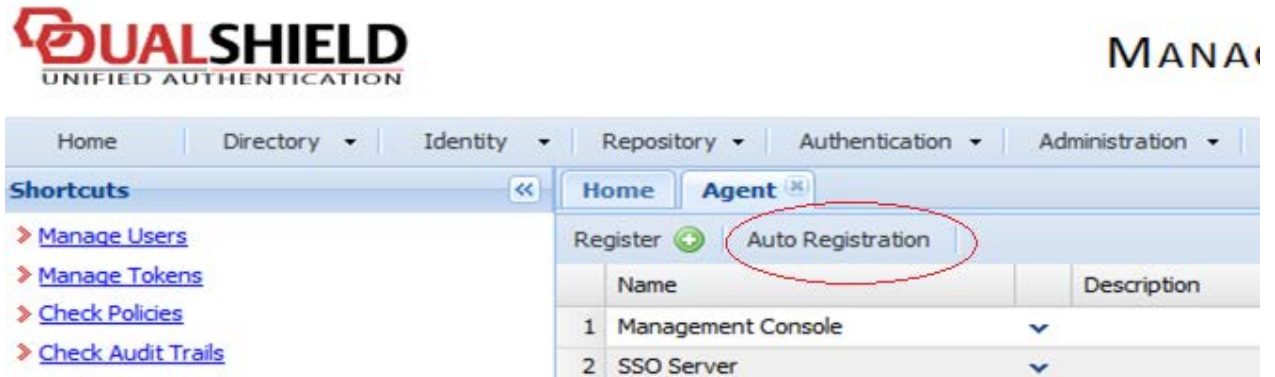 DUALSHIELD
UNIFIED AUTHENTICATION
Home Directory Identity Repository Authentication Administration
Shortcuts
Manage Users
Manage Tokens
Check Policies
Check Audit Trails
Home Agent
Register Auto Registration
Name Description
1 Management Console
2 SSO Server